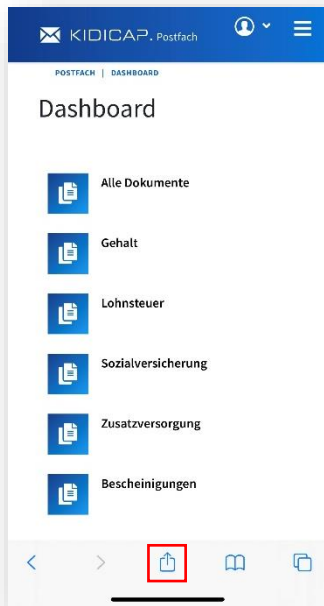 KIDICAP. Postfach
POSTFACH | DASHBOARD
Dashboard
Alle Dokumente
Gehalt
Lohnsteuer
Sozialversicherung
Zusatzversorgung
Bescheinigungen